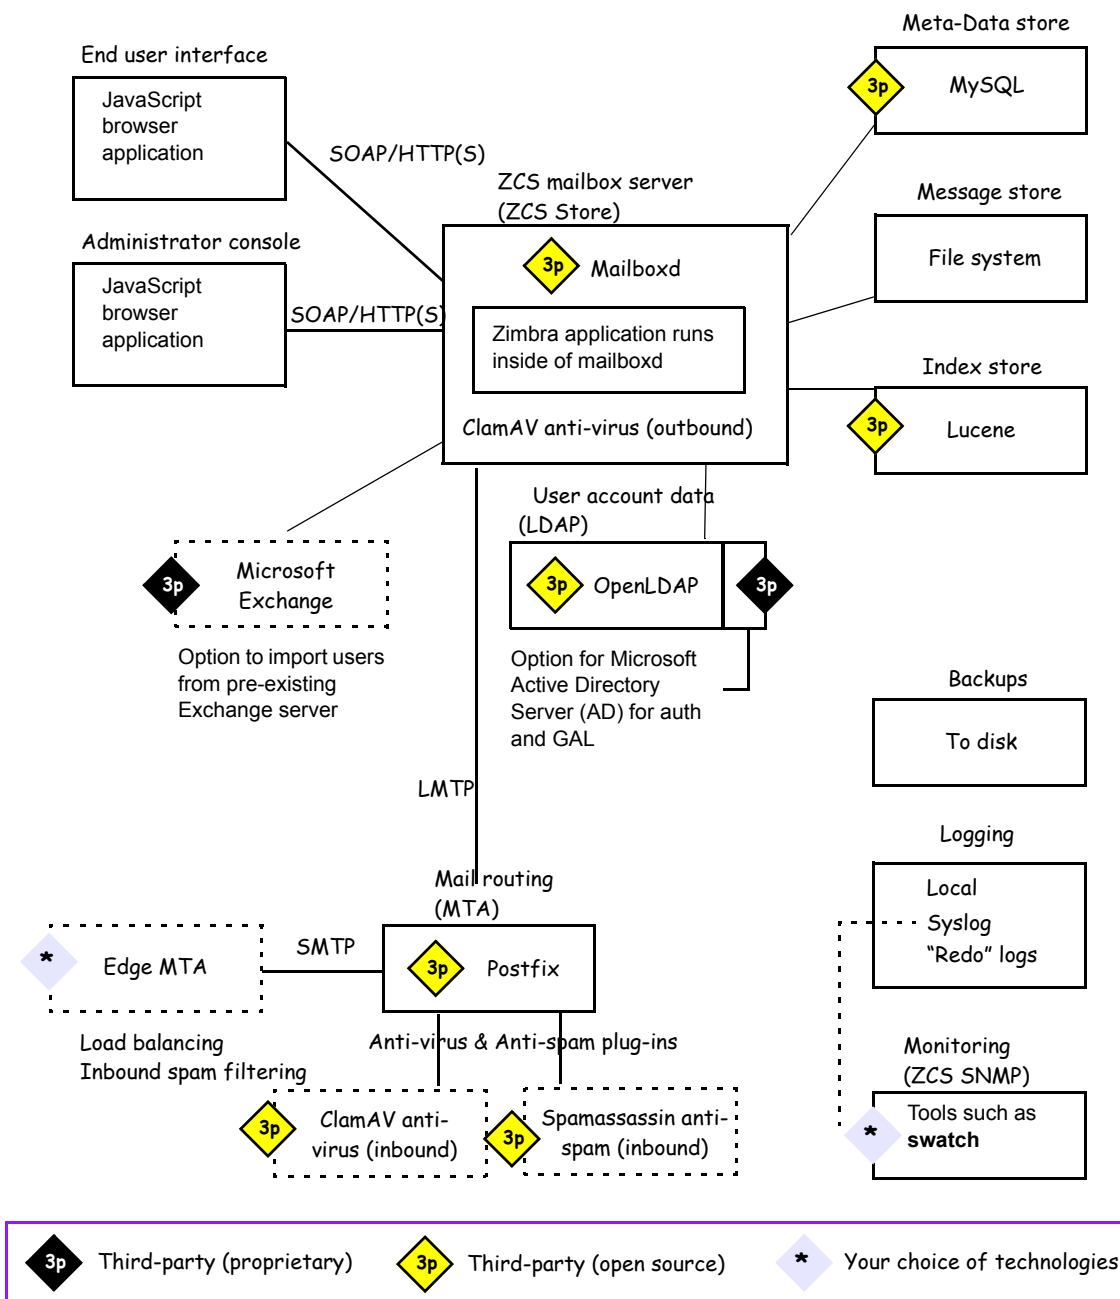 Meta-Data store
3p
MySQL
End user interface
JavaScript
browser
application
SOAP/HTTP(S)
ZCS mailbox server
(ZCS Store)
Message store
File system
Administrator console
JavaScript
browser
application
SOAP/HTTP(S)
3p
Mailboxd
Zimbra application runs
inside of mailboxd
ClamAV anti-virus (outbound)
Index store
3p
Lucene
User account data
(LDAP)
3p
OpenLDAP
3p
Option for Microsoft
Active Directory
Server (AD) for auth
and GAL
3p
Microsoft
Exchange
Option to import users
from pre-existing
Exchange server
Backups
To disk
LMTP
Logging
Local
Syslog
“Redo” logs
Mail routing
(MTA)
3p
Postfix
SMTP
*
Edge MTA
Load balancing
Inbound spam filtering
Anti-virus & Anti-spam plug-ins
3p
ClamAV anti-
virus (inbound)
3p
Spamassassin anti-
spam (inbound)
Monitoring
(ZCS SNMP)
*
Tools such as
swatch
3p
Third-party (proprietary)
3p
Third-party (open source)
*
Your choice of technologies